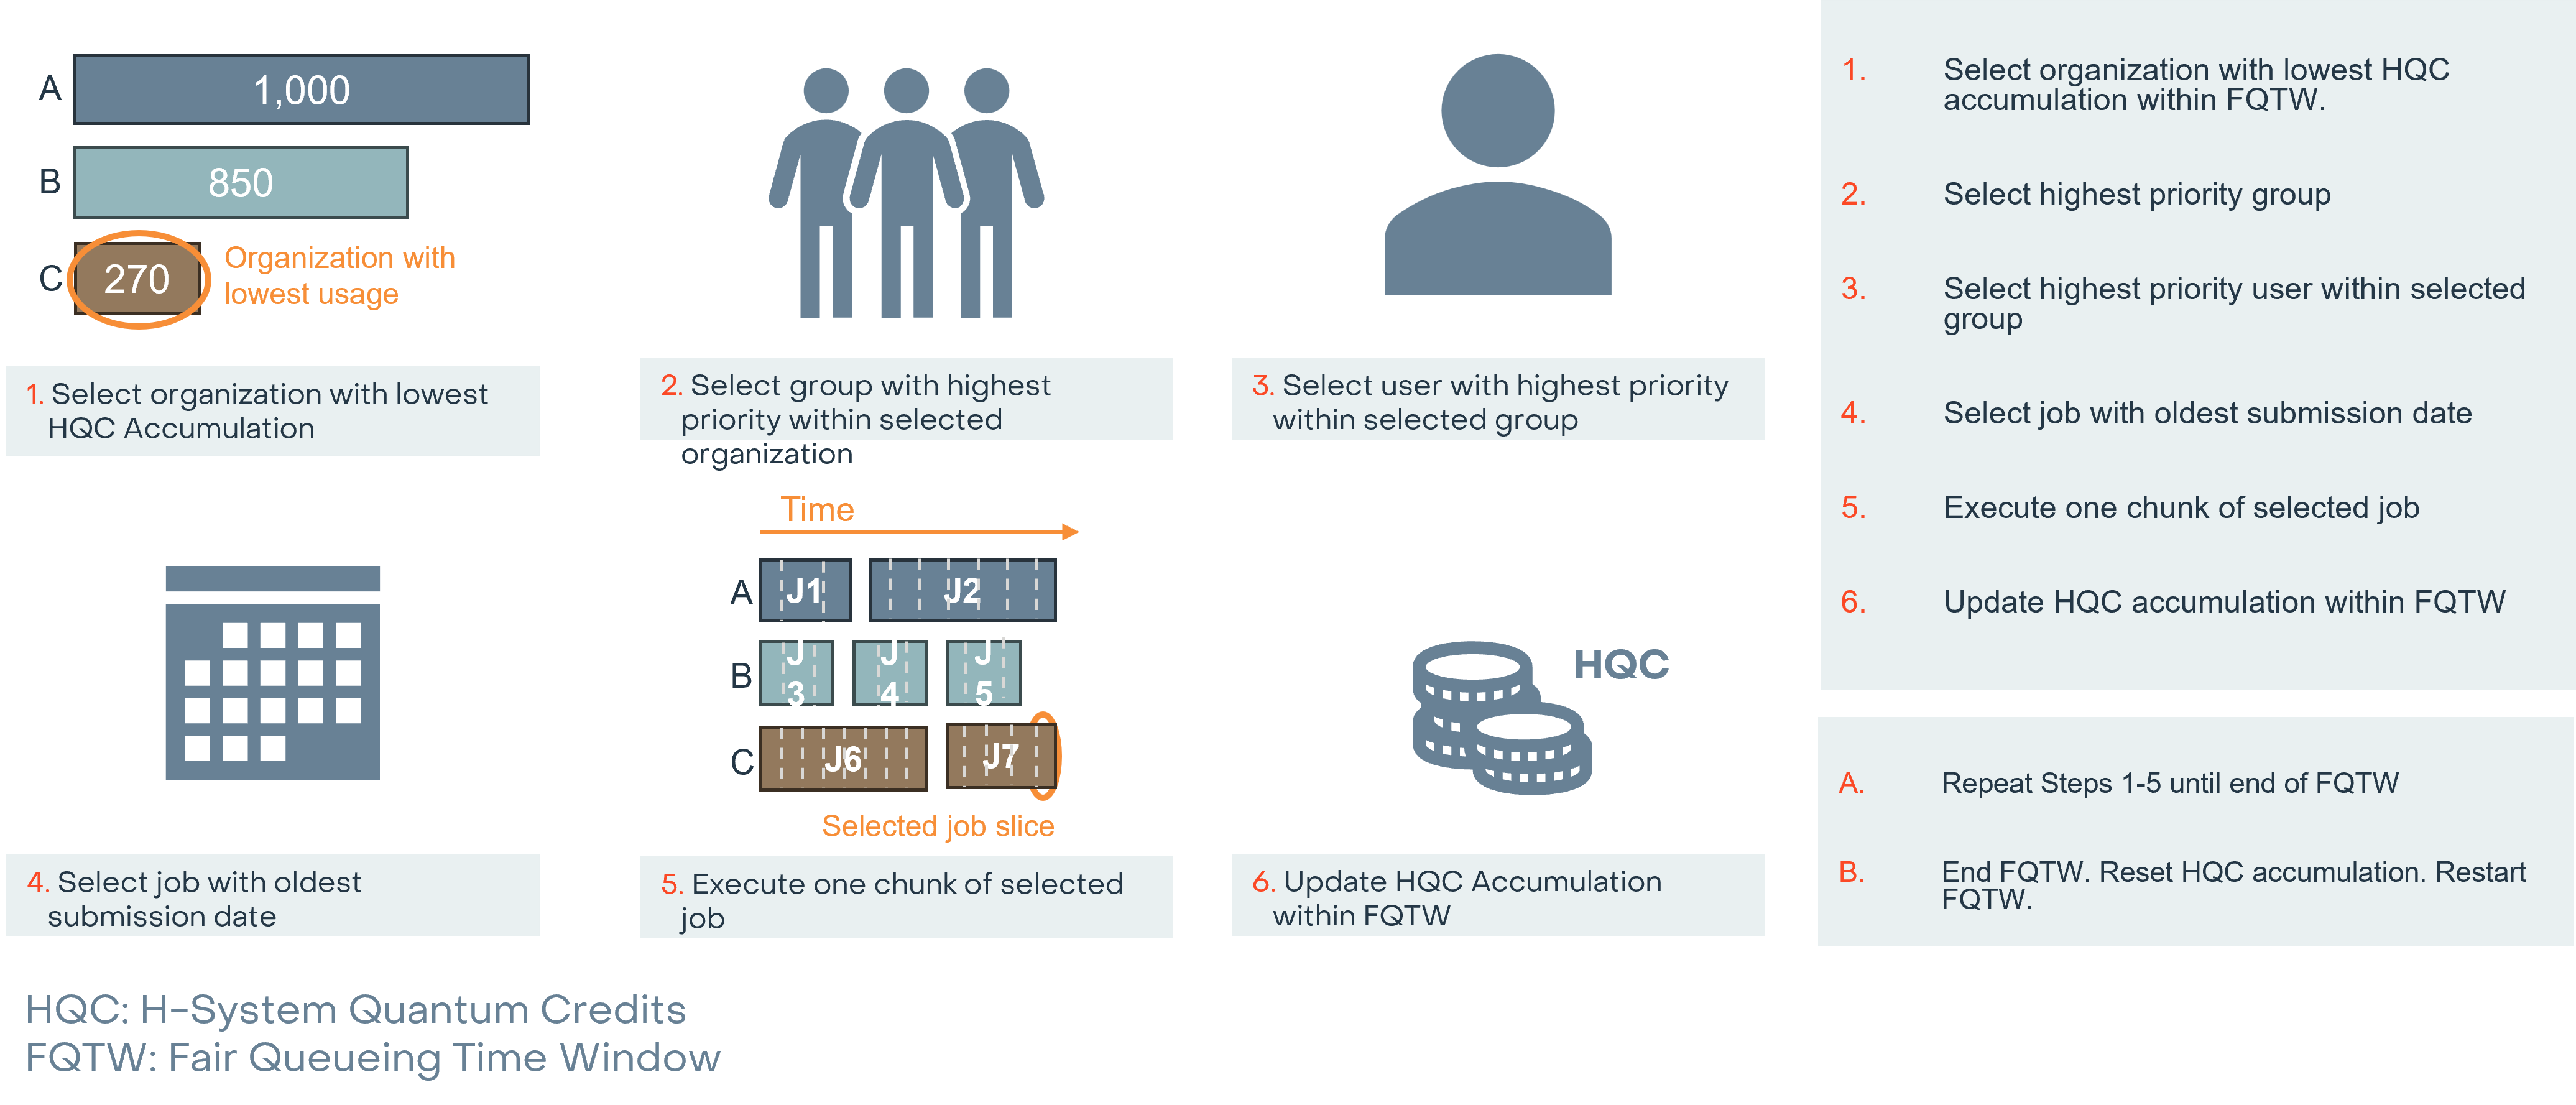 A
1,000
B
850
C
270
Organization with
lowest usage
1. Select organization with lowest
HQC Accumulation
2. Select group with highest
priority within selected
organization
3. Select user with highest priority
within selected group
4. Select job with oldest
submission date
Time
A
J1
J2
B
J
3
J
4
J
5
C
J6
J7
Selected job slice
5. Execute one chunk of selected
job
HQC
6. Update HQC Accumulation
within FQTW
1. Select organization with lowest HQC
accumulation within FQTW.
2. Select highest priority group
3. Select highest priority user within selected
group
4. Select job with oldest submission date
5. Execute one chunk of selected job
6. Update HQC accumulation within FQTW
A. Repeat Steps 1-5 until end of FQTW
B. End FQTW. Reset HQC accumulation. Restart
FQTW.
HQC: H-System Quantum Credits
FQTW: Fair Queueing Time Window